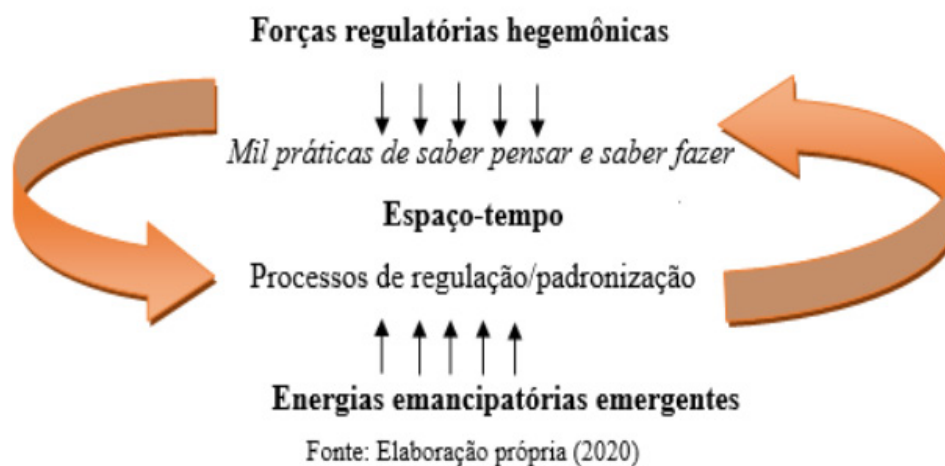 Forças regulatórias hegemônicas
Mil práticas de saber pensar e saber fazer
Espaço-tempo
Processos de regulação/padronização
Energias emancipatórias emergentes
Fonte: Elaboração própria (2020)